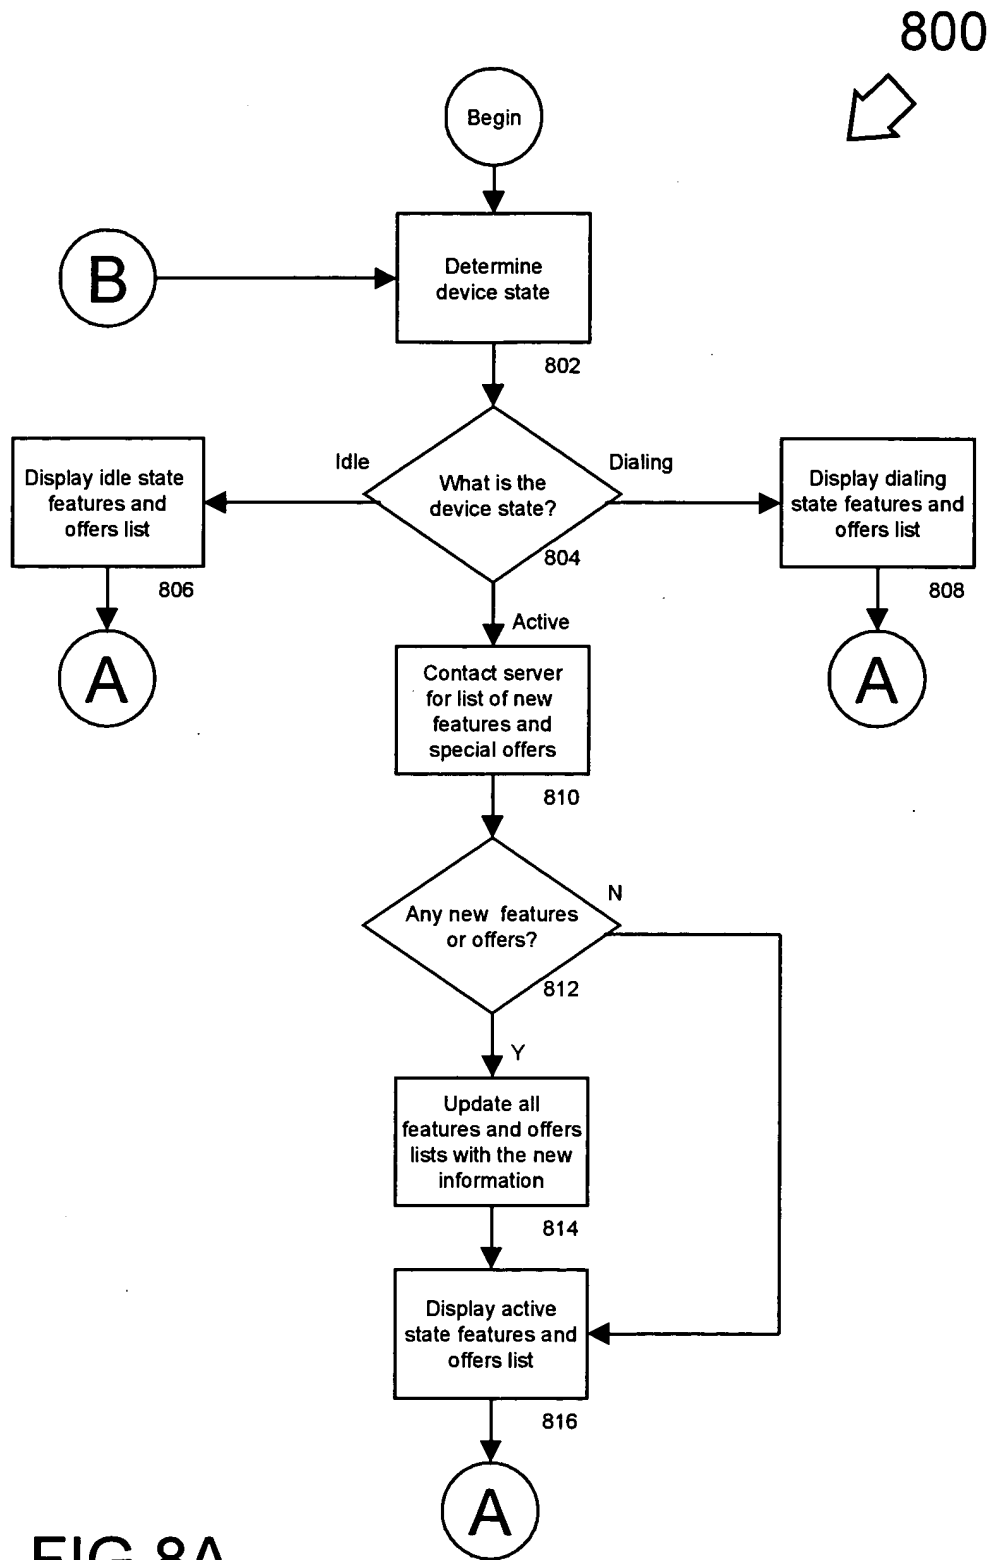 800
Begin
B
Determine
device state
802
Idle
What is the
device state?
Dialing
804
Display idle state
features and
offers list
806
Display dialing
state features and
offers list
808
A
A
Active
Contact server
for list of new
features and
special offers
810
Any new features
or offers?
N
812
Y
Update all
features and offers
lists with the new
information
814
Display active
state features and
offers list
816
A
FIG 8A